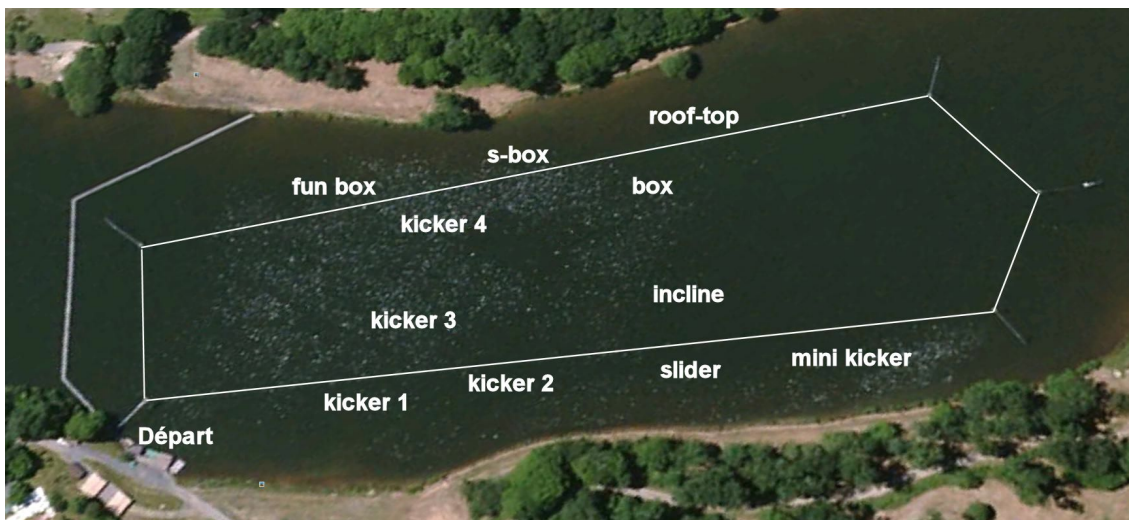 roof-top
s-box
fun box
box
kicker 4
incline
kicker 3
mini kicker
slider
kicker 2
kicker 1
Départ